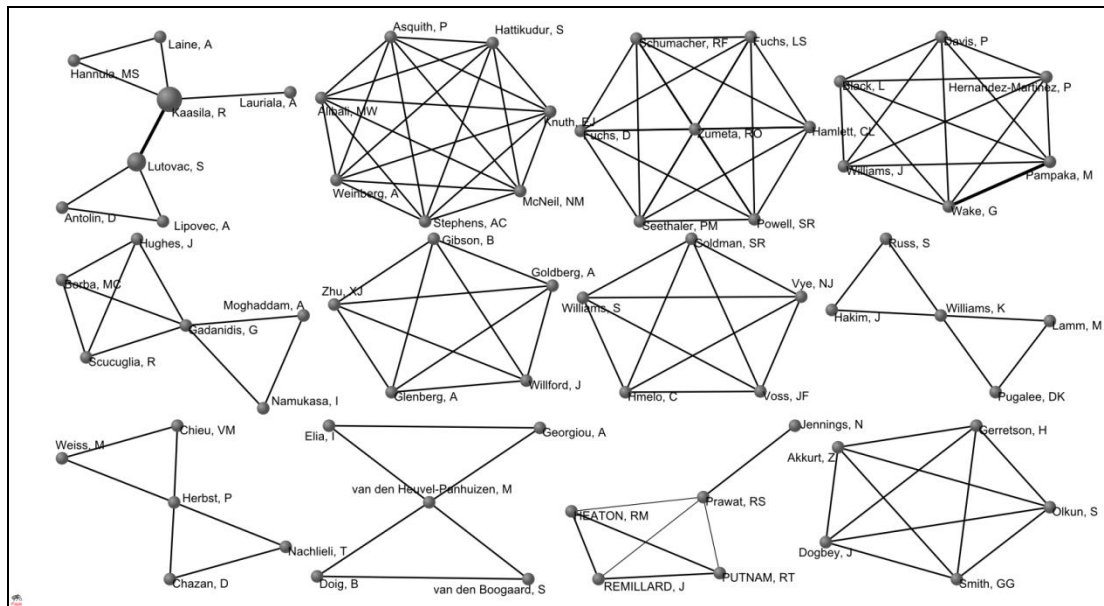 Laine, A
Hannula, MS
Lauriala, A
Kaasila, R
Lutovac, S
Antolin, D
Lipovec, A
Asquith, P
Hattikudur, S
Alibali, MW
Knuth, EJ
Weinberg, A
McNeil, NM
Stephens, AC
Schumacher, RF
Fuchs, LS
Fuchs, D
Zumeta, RO
Hamlett, CL
Seethaler, PM
Powell, SR
Davis, P
Black, L
Hernandez-Martinez, P
Williams, J
Pampaka, M
Wake, G
Hughes, J
Borba, MC
Moghaddam, A
Gadanidis, G
Scucuglia, R
Namukasa, I
Gibson, B
Goldberg, A
Zhu, XJ
Willford, J
Glenberg, A
Goldman, SR
Vye, NJ
Williams, S
Hmelo, C
Voss, JF
Russ, S
Williams, K
Hakim, J
Lamm, M
Pugalee, DK
Chieu, VM
Weiss, M
Herbst, P
Nachlieli, T
Chazan, D
Elia, I
Georgiou, A
van den Heuvel-Panhuizen, M
Doig, B
van den Boogaard, S
Jennings, N
Prawat, RS
HEATON, RM
REMILLARD, J
PUTNAM, RT
Gerretson, H
Akkurt, Z
Olkun, S
Dogbey, J
Smith, GG